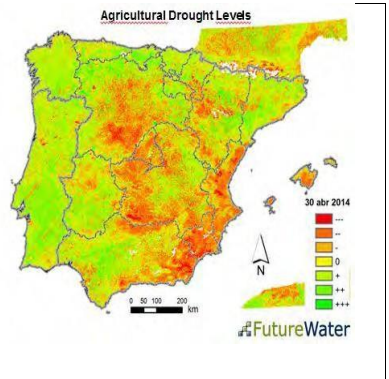 Agricultural Drought Levels
30 abr 2014
---
--
-
0
+
++
+++
N
0 50 100 200
km
FutureWater